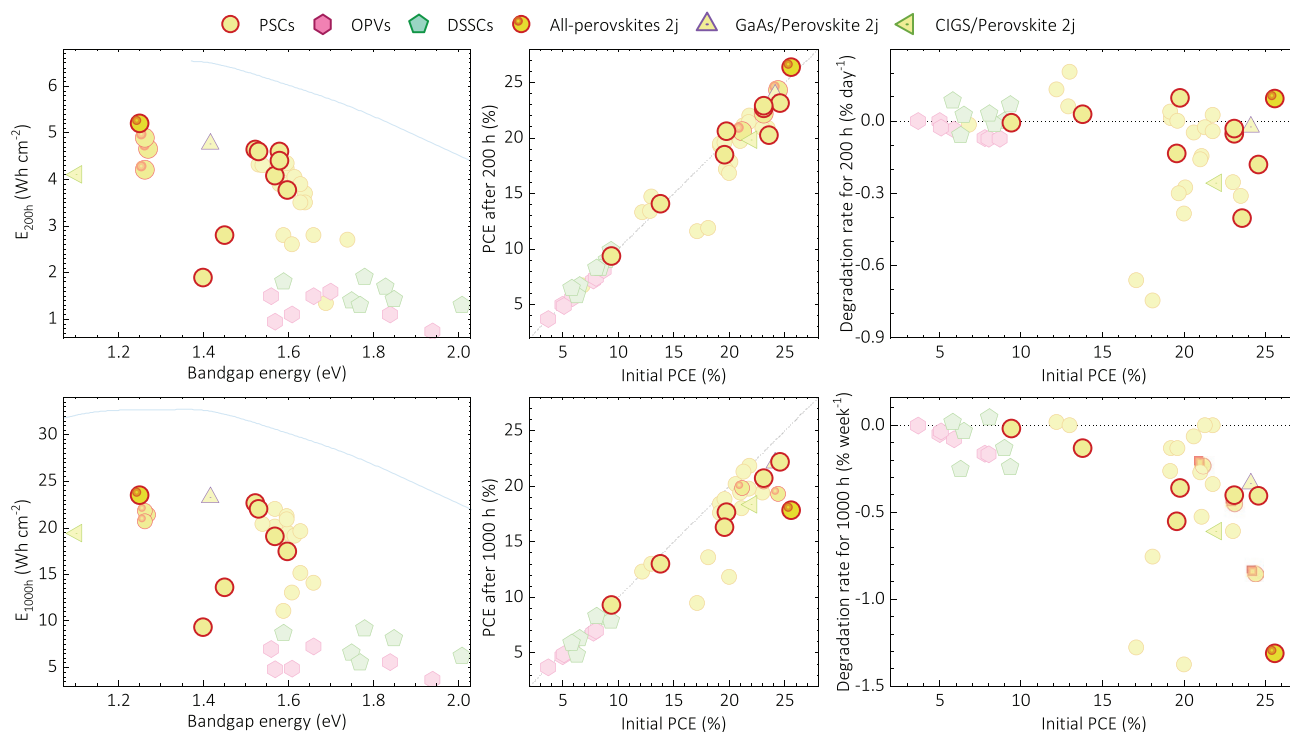 PSCs OPVs DSSCs All-perovskites 2j GaAs/Perovskite 2j CIGS/Perovskite 2j
E200h (Wh cm-2)
6
5
4
3
2
1
1.2 1.4 1.6 1.8 2.0
Bandgap energy (eV)
PCE after 200 h (%)
25
20
15
10
5
5 10 15 20 25
Initial PCE (%)
Degradation rate for 200 h (% day-1)
0.0
-0.3
-0.6
-0.9
5 10 15 20 25
Initial PCE (%)
E1000h (Wh cm-2)
30
25
20
15
10
5
1.2 1.4 1.6 1.8 2.0
Bandgap energy (eV)
PCE after 1000 h (%)
25
20
15
10
5
5 10 15 20 25
Initial PCE (%)
Degradation rate for 1000 h (% week-1)
0.0
-0.5
-1.0
-1.5
5 10 15 20 25
Initial PCE (%)